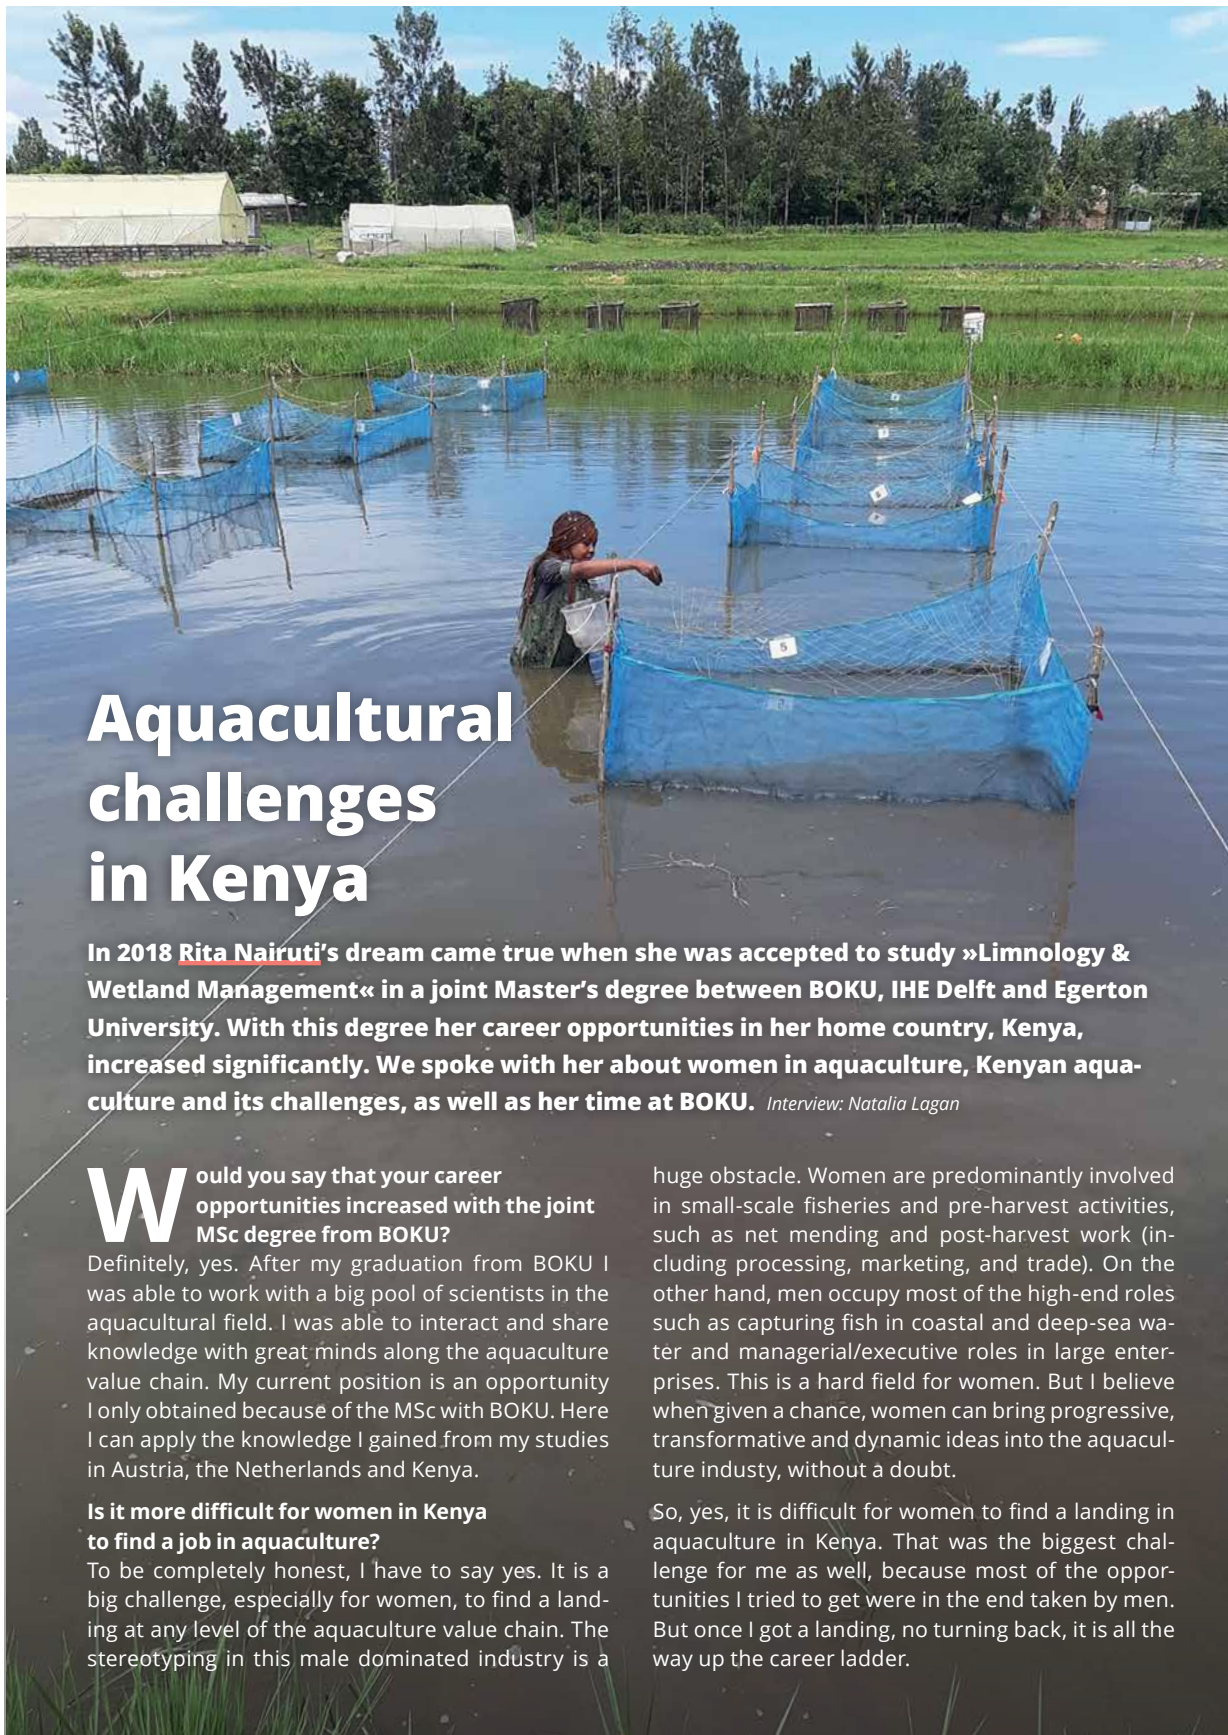 Aquacultural
challenges
in Kenya
In 2018 Rita Nairuti's dream came true when she was accepted to study »Limnology &
Wetland Management« in a joint Master's degree between BOKU, IHE Delft and Egerton
University. With this degree her career opportunities in her home country, Kenya,
increased significantly. We spoke with her about women in aquaculture, Kenyan aqua-
culture and its challenges, as well as her time at BOKU. Interview: Natalia Lagan
Would you say that your career
opportunities increased with the joint
MSc degree from BOKU?
Definitely, yes. After my graduation from BOKU I
was able to work with a big pool of scientists in the
aquacultural field. I was able to interact and share
knowledge with great minds along the aquaculture
value chain. My current position is an opportunity
I only obtained because of the MSc with BOKU. Here
I can apply the knowledge I gained from my studies
in Austria, the Netherlands and Kenya.
Is it more difficult for women in Kenya
to find a job in aquaculture?
To be completely honest, I have to say yes. It is a
big challenge, especially for women, to find a land-
ing at any level of the aquaculture value chain. The
stereotyping in this male dominated industry is a
huge obstacle. Women are predominantly involved
in small-scale fisheries and pre-harvest activities,
such as net mending and post-harvest work (in-
cluding processing, marketing, and trade). On the
other hand, men occupy most of the high-end roles
such as capturing fish in coastal and deep-sea wa-
ter and managerial/executive roles in large enter-
prises. This is a hard field for women. But I believe
when given a chance, women can bring progressive,
transformative and dynamic ideas into the aquacul-
ture industy, without a doubt.
So, yes, it is difficult for women to find a landing in
aquaculture in Kenya. That was the biggest chal-
lenge for me as well, because most of the oppor-
tunities I tried to get were in the end taken by men.
But once I got a landing, no turning back, it is all the
way up the career ladder.
5